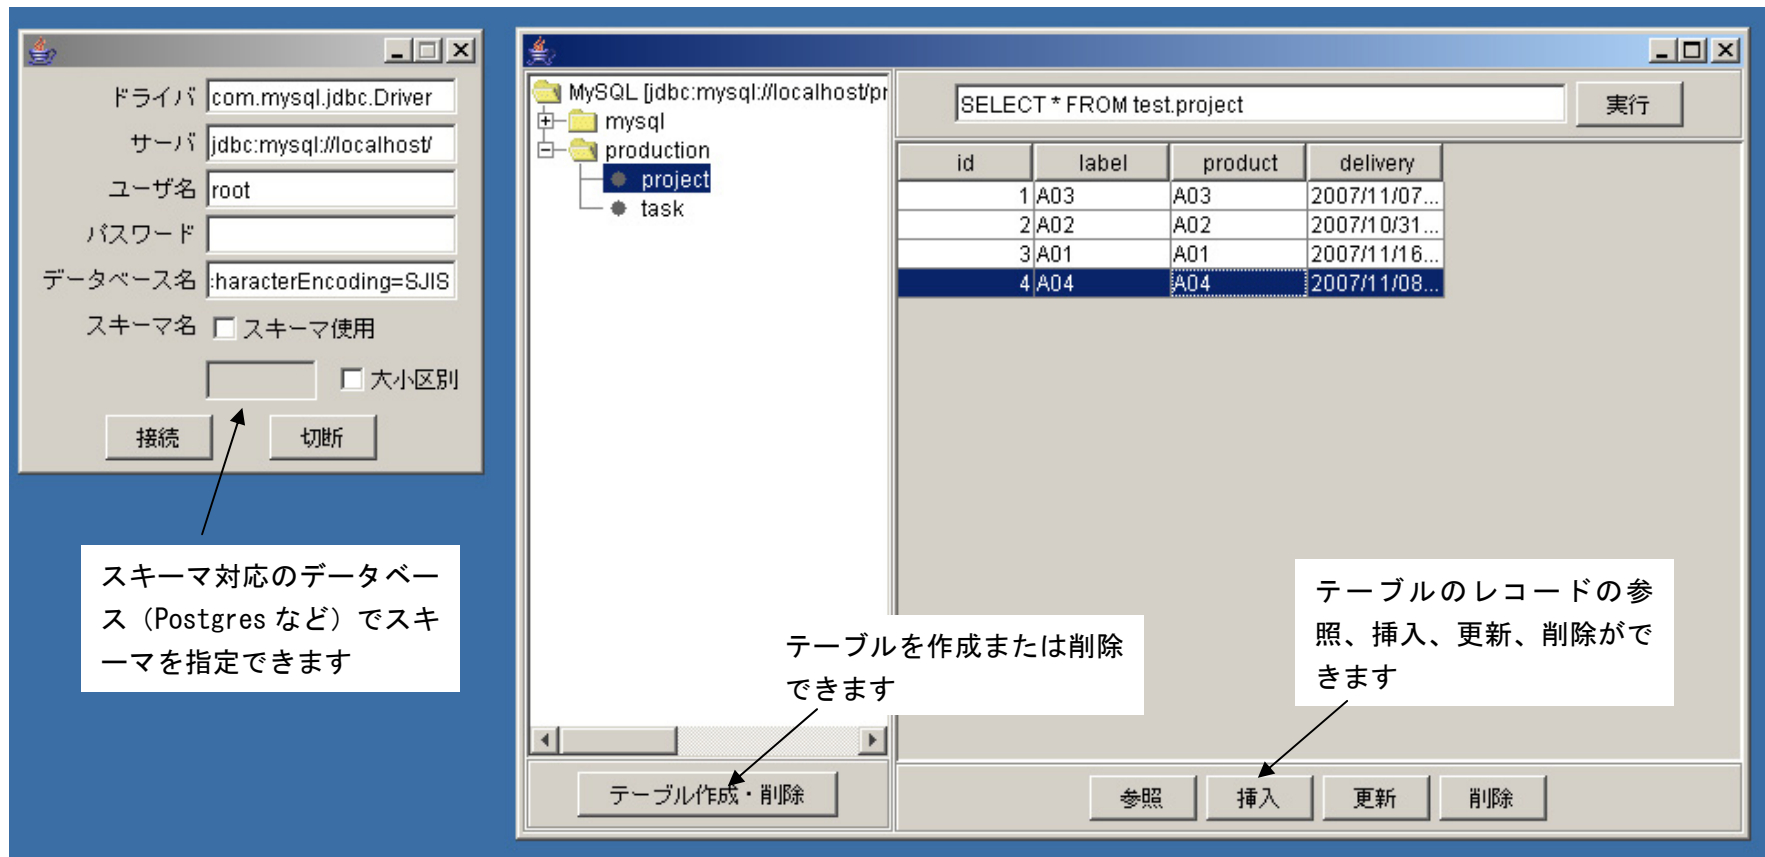 ドライバ com.mysql.jdbc.Driver
サーバ jdbc:mysql://localhost/
ユーザ名 root
パスワード
データベース名 :haracterEncoding=SJIS
スキーマ名 スキーマ使用
大小区別
接続 切断
スキーマ対応のデータベー
ス（Postgresなど）でスキ
ーマを指定できます
MySQL [jdbc:mysql://localhost/pr
mysql
production
project
task
テーブル作成・削除
SELECT * FROM test.project 実行
id label product delivery
1 A03 A03 2007/11/07...
2 A02 A02 2007/10/31...
3 A01 A01 2007/11/16...
4 A04 A04 2007/11/08...
テーブルを作成または削除
できます
テーブルのレコードの参
照、挿入、更新、削除がで
きます
参照 挿入 更新 削除